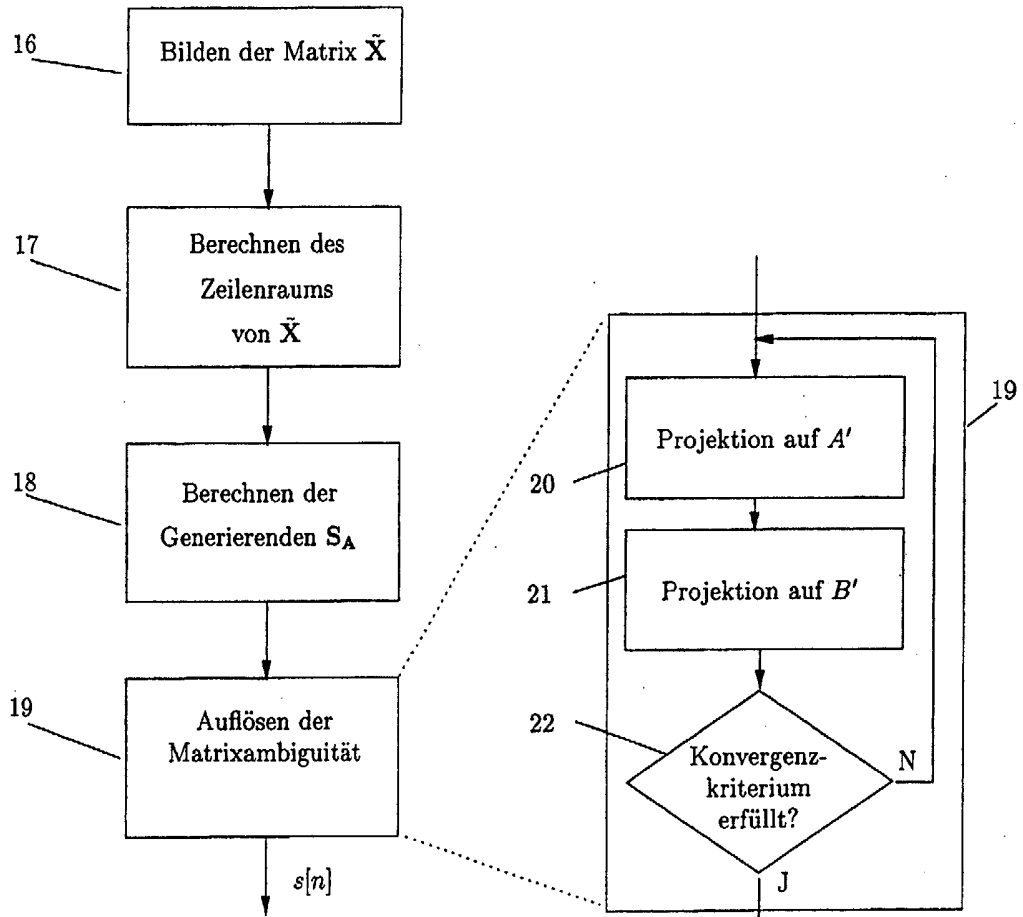 16
Bilden der Matrix X̃
17
Berechnen des
Zeilenraums
von X̃
18
Berechnen der
Generierenden S_A
19
Auflösen der
Matrixambiguität
s[n]
19
Projektion auf A′
20
Projektion auf B′
21
22
Konvergenz-
kriterium
erfüllt?
N
J